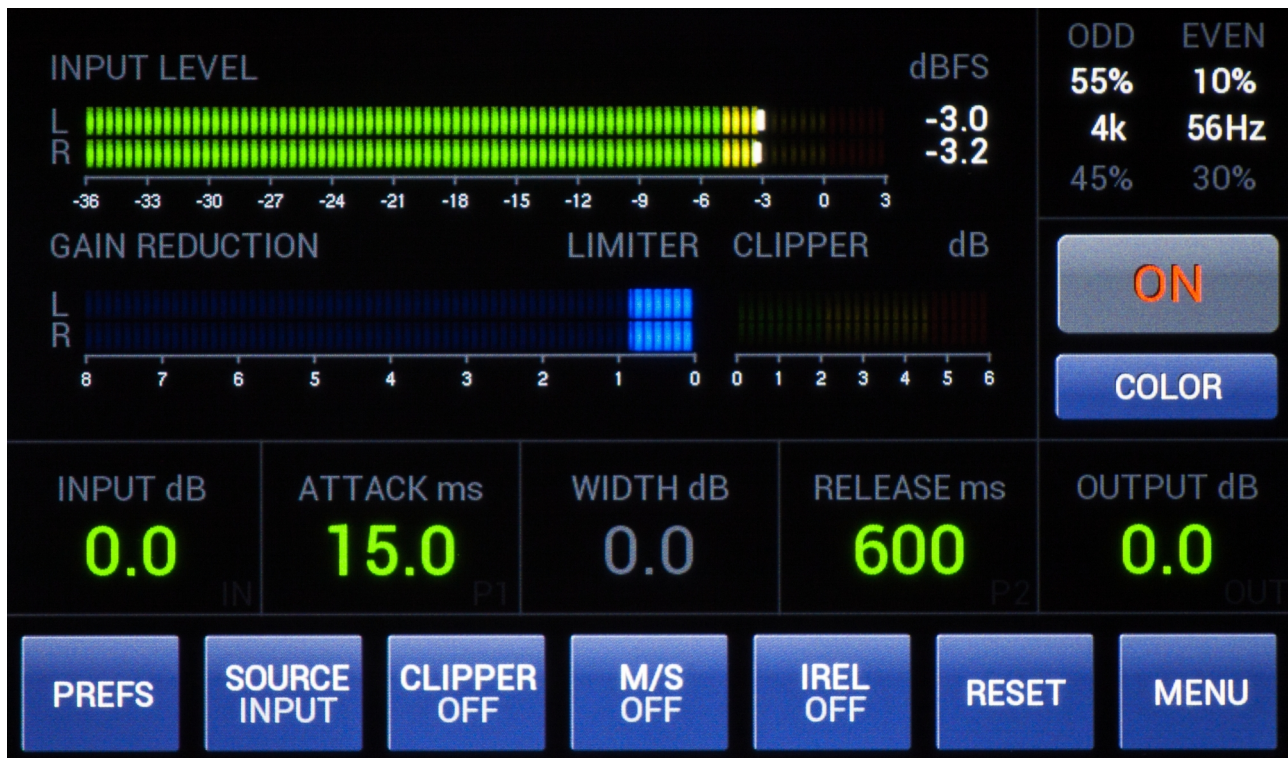 INPUT LEVEL dBFS
L -3.0
R -3.2
-36 -33 -30 -27 -24 -21 -18 -15 -12 -9 -6 -3 0 3
GAIN REDUCTION LIMITER CLIPPER dB
L
R
8 7 6 5 4 3 2 1 0 0 1 2 3 4 5 6
ODD EVEN
55% 10%
4k 56Hz
45% 30%
ON
COLOR
INPUT dB
0.0
IN
ATTACK ms
15.0
P1
WIDTH dB
0.0
RELEASE ms
600
P2
OUTPUT dB
0.0
OUT
PREFS
SOURCE
INPUT
CLIPPER
OFF
M/S
OFF
IREL
OFF
RESET
MENU